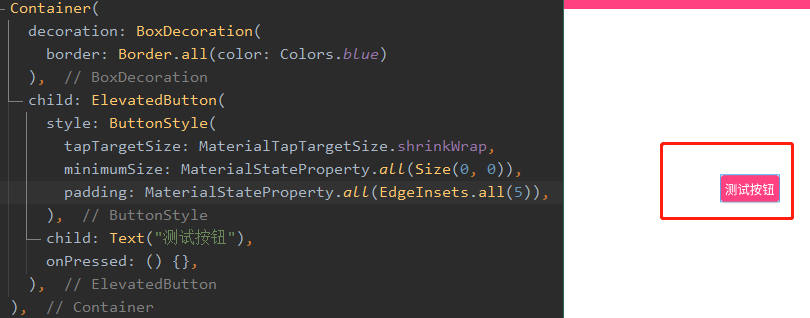 Container(
decoration: BoxDecoration(
border: Border.all(color: Colors.blue)
), // BoxDecoration
child: ElevatedButton(
style: ButtonStyle(
tapTargetSize: MaterialTapTargetSize.shrinkWrap,
minimumSize: MaterialStateProperty.all(Size(0, 0)),
padding: MaterialStateProperty.all(EdgeInsets.all(5)),
), // ButtonStyle
child: Text("测试按钮"),
onPressed: () {},
), // ElevatedButton
), // Container
测试按钮